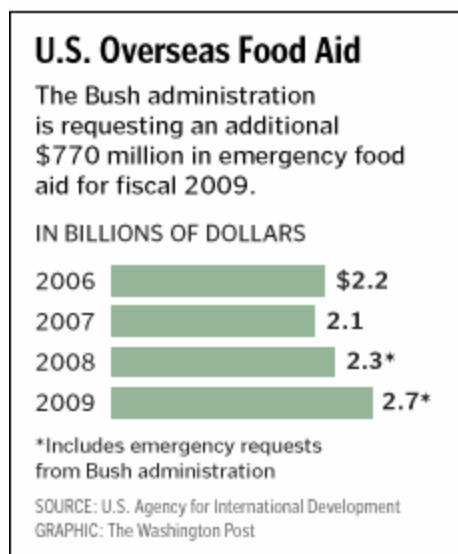 U.S. Overseas Food Aid
The Bush administration
is requesting an additional
$770 million in emergency food
aid for fiscal 2009.
IN BILLIONS OF DOLLARS
2006 $2.2
2007 2.1
2008 2.3*
2009 2.7*
*Includes emergency requests
from Bush administration
SOURCE: U.S. Agency for International Development
GRAPHIC: The Washington Post